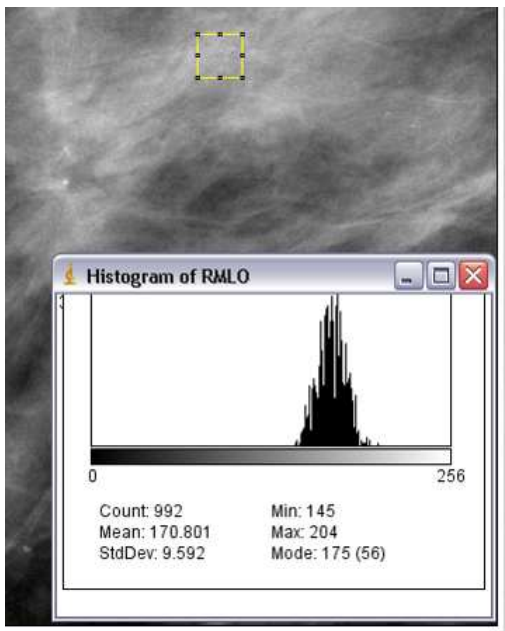 Histogram of RMLO
3
0 256
Count: 992 Min: 145
Mean: 170.801 Max: 204
StdDev: 9.592 Mode: 175 (56)